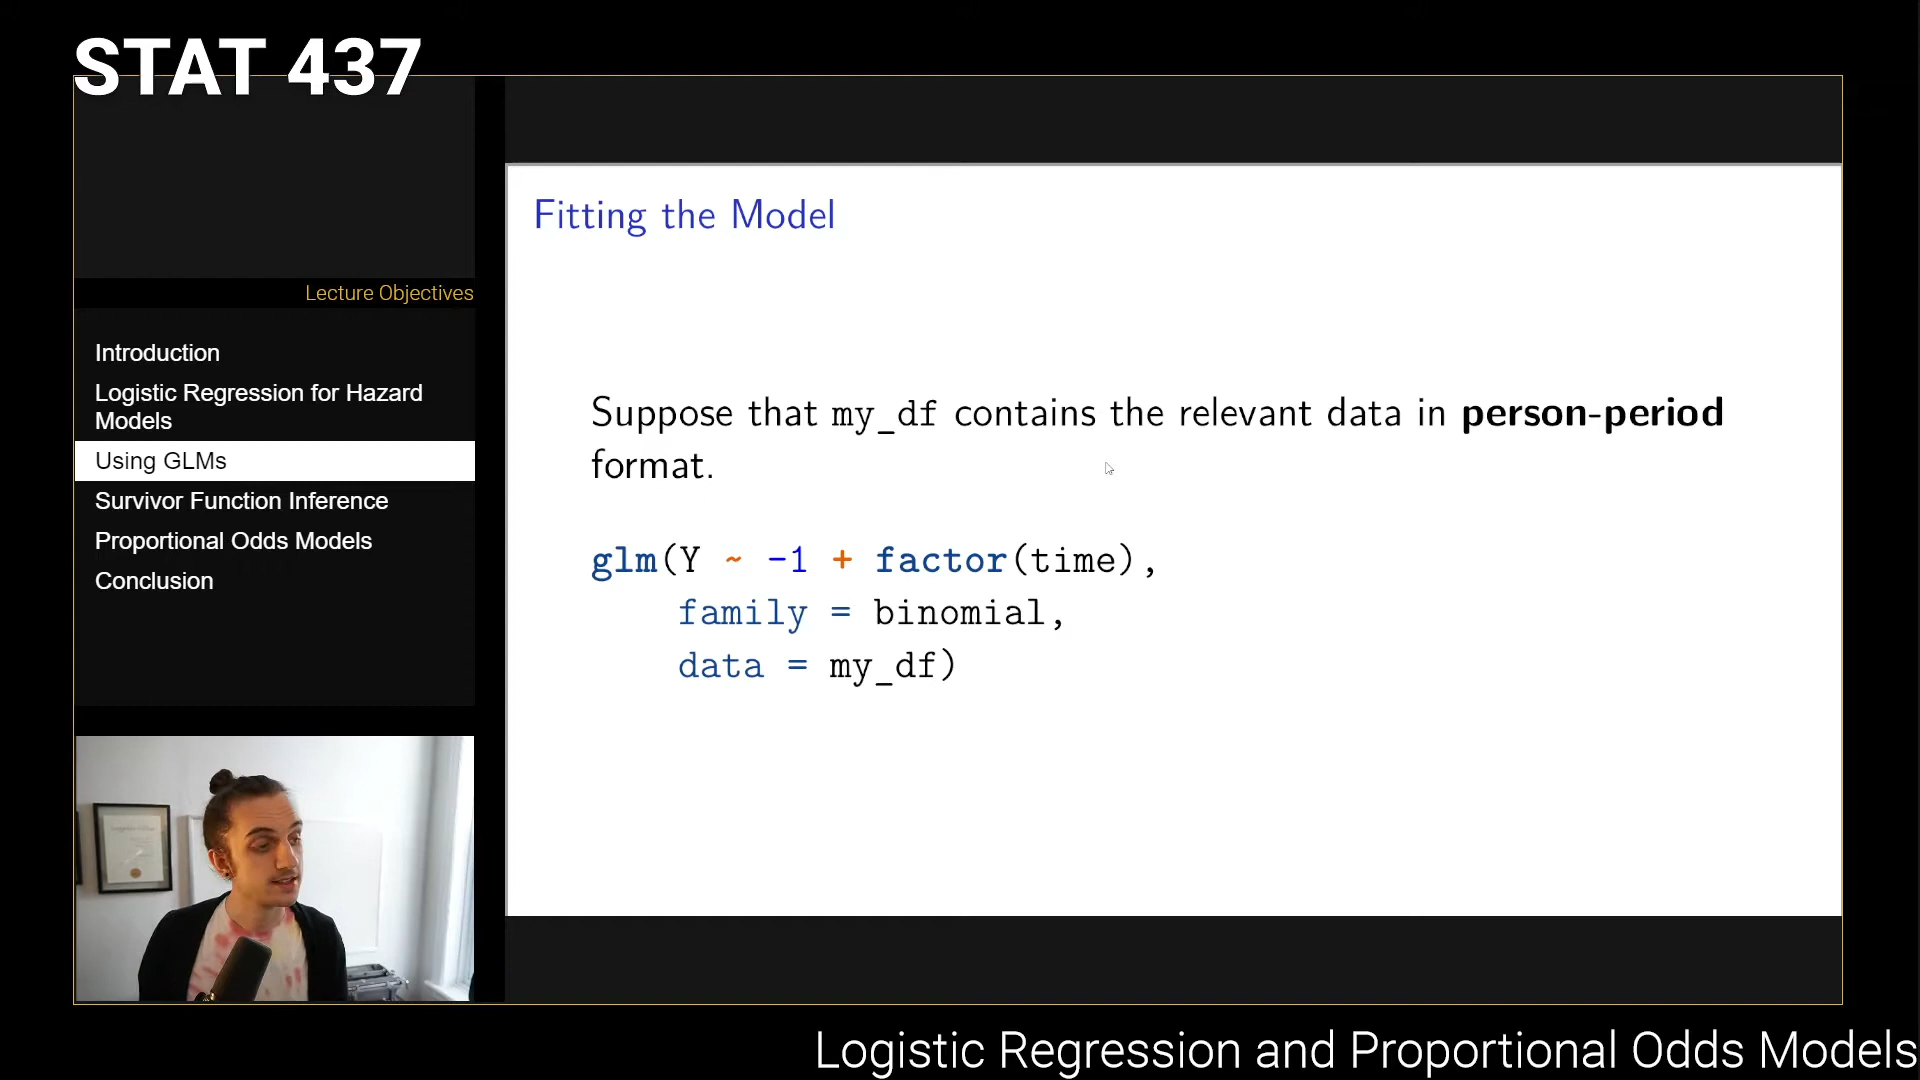 STAT 437
Lecture Objectives
Introduction
Logistic Regression for Hazard
Models
Using GLMs
Survivor Function Inference
Proportional Odds Models
Conclusion
Fitting the Model
Suppose that my_df contains the relevant data in person-period
format.
glm(Y ~ -1 + factor(time),
family = binomial,
data = my_df)
Logistic Regression and Proportional Odds Models